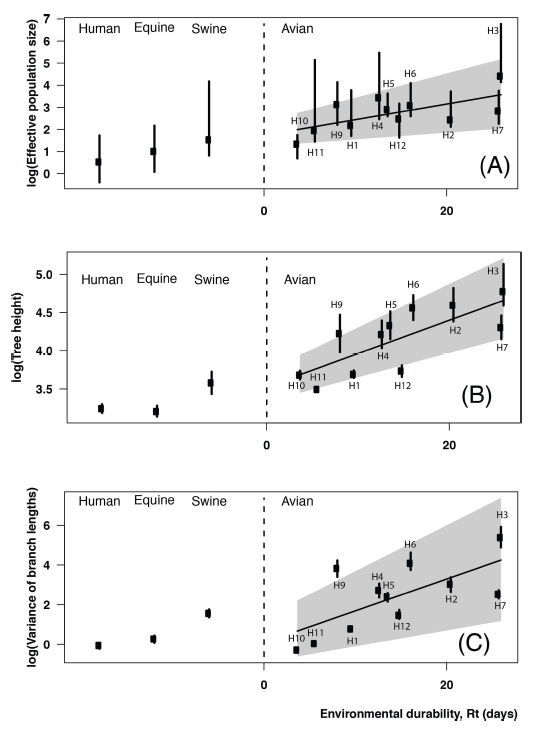 log(Effective population size)
7
6
5
4
3
2
1
0
Human Equine Swine Avian
H3
H10
H11
H9
H1
H4
H5
H12
H6
H2
H7
(A)
0 20
log(Tree height)
5.0
4.5
4.0
3.5
Human Equine Swine Avian
H3
H10
H11
H9
H1
H4
H5
H12
H6
H2
H7
(B)
0 20
log(Variance of branch lengths)
6
4
2
0
Human Equine Swine Avian
H3
H10
H11
H9
H1
H4
H5
H12
H6
H2
H7
(C)
0 20
Environmental durability, Rt (days)